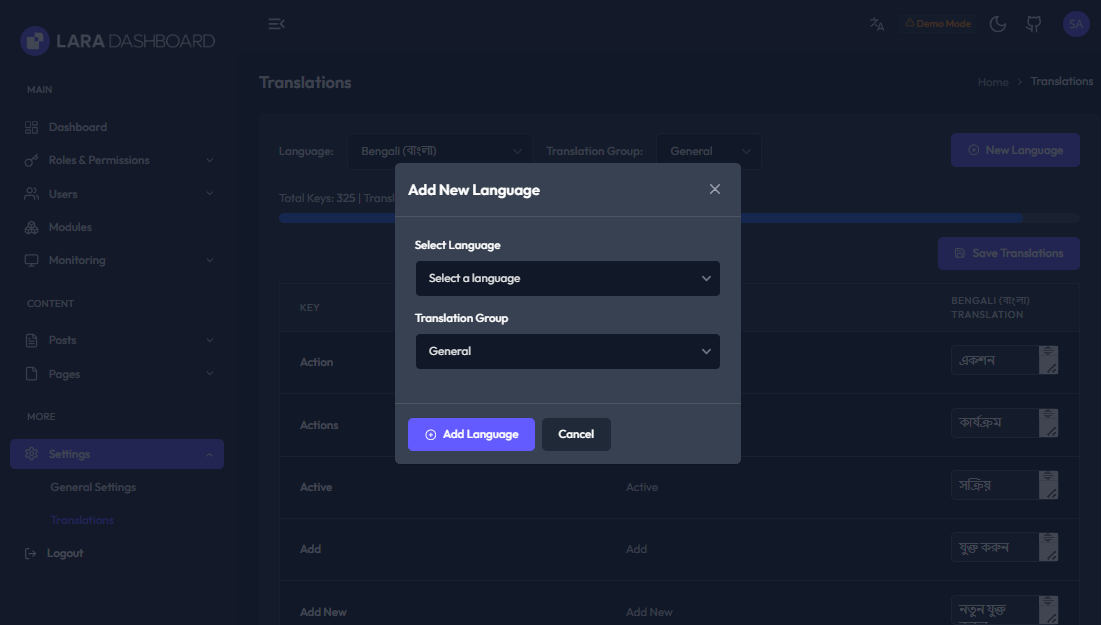 LARA DASHBOARD
Demo Mode
SA
MAIN
Dashboard
Roles & Permissions
Users
Modules
Monitoring
CONTENT
Posts
Pages
MORE
Settings
General Settings
Translations
Logout
Translations
Home > Translations
Language: Bengali (বাংলা) Translation Group: General
New Language
Total Keys: 325 |
Save Translations
Add New Language
Select Language
Select a language
Translation Group
General
Add Language Cancel
KEY BENGALI (বাংলা)
TRANSLATION
Action একশন
Actions কার্যক্রম
Active Active সক্রিয়
Add Add যুক্ত করুন
Add New Add New নতুন যুক্ত